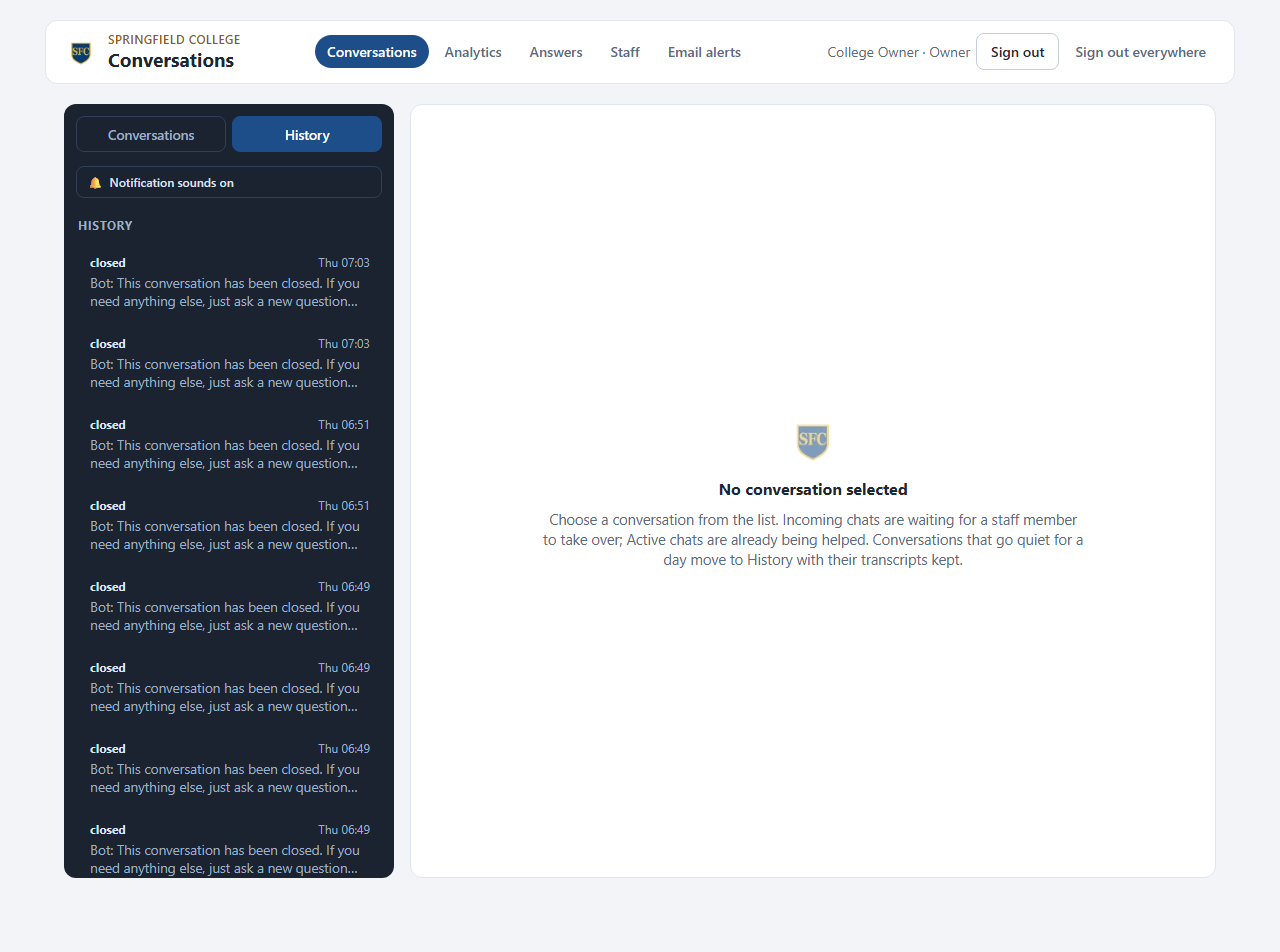 SFC
SPRINGFIELD COLLEGE
Conversations
Conversations
Analytics
Answers
Staff
Email alerts
College Owner · Owner
Sign out
Sign out everywhere
Conversations
History
Notification sounds on
HISTORY
closed Thu 07:03
Bot: This conversation has been closed. If you
need anything else, just ask a new question...
closed Thu 07:03
Bot: This conversation has been closed. If you
need anything else, just ask a new question...
closed Thu 06:51
Bot: This conversation has been closed. If you
need anything else, just ask a new question...
closed Thu 06:51
Bot: This conversation has been closed. If you
need anything else, just ask a new question...
closed Thu 06:49
Bot: This conversation has been closed. If you
need anything else, just ask a new question...
closed Thu 06:49
Bot: This conversation has been closed. If you
need anything else, just ask a new question...
closed Thu 06:49
Bot: This conversation has been closed. If you
need anything else, just ask a new question...
closed Thu 06:49
Bot: This conversation has been closed. If you
need anything else, just ask a new question...
SFC
No conversation selected
Choose a conversation from the list. Incoming chats are waiting for a staff member
to take over; Active chats are already being helped. Conversations that go quiet for a
day move to History with their transcripts kept.